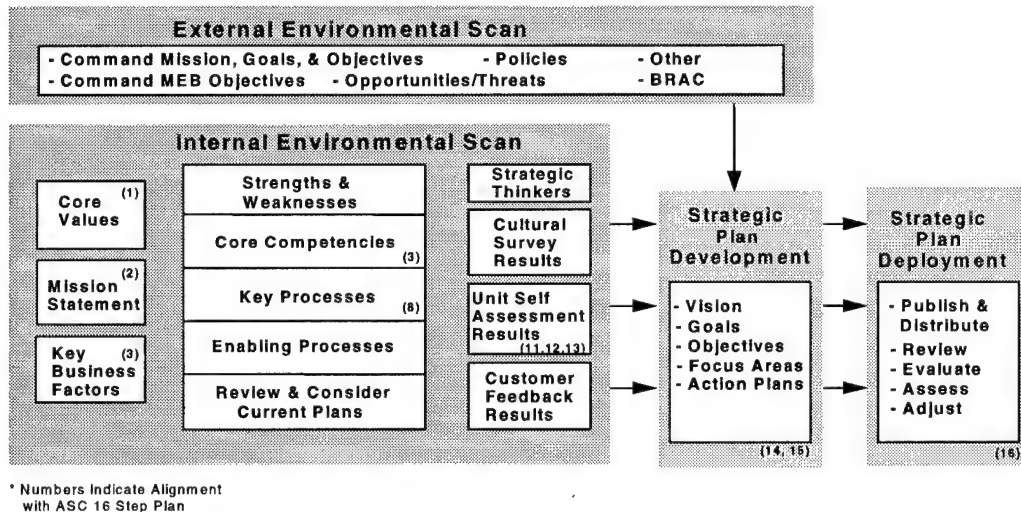 External Environmental Scan
- Command Mission, Goals, & Objectives - Policies - Other
- Command MEB Objectives - Opportunities/Threats - BRAC
Internal Environmental Scan
Core (1)
Values
Mission (2)
Statement
Key (3)
Business
Factors
Strengths &
Weaknesses
Core Competencies
(3)
Key Processes (8)
Enabling Processes
Review & Consider
Current Plans
Strategic
Thinkers
Cultural
Survey
Results
Unit Self
Assessment
Results
(11,12,13)
Customer
Feedback
Results
Strategic
Plan
Development
- Vision
- Goals
- Objectives
- Focus Areas
- Action Plans
(14, 15)
Strategic
Plan
Deployment
- Publish &
Distribute
- Review
- Evaluate
- Assess
- Adjust
(16)
* Numbers Indicate Alignment
with ASC 16 Step Plan